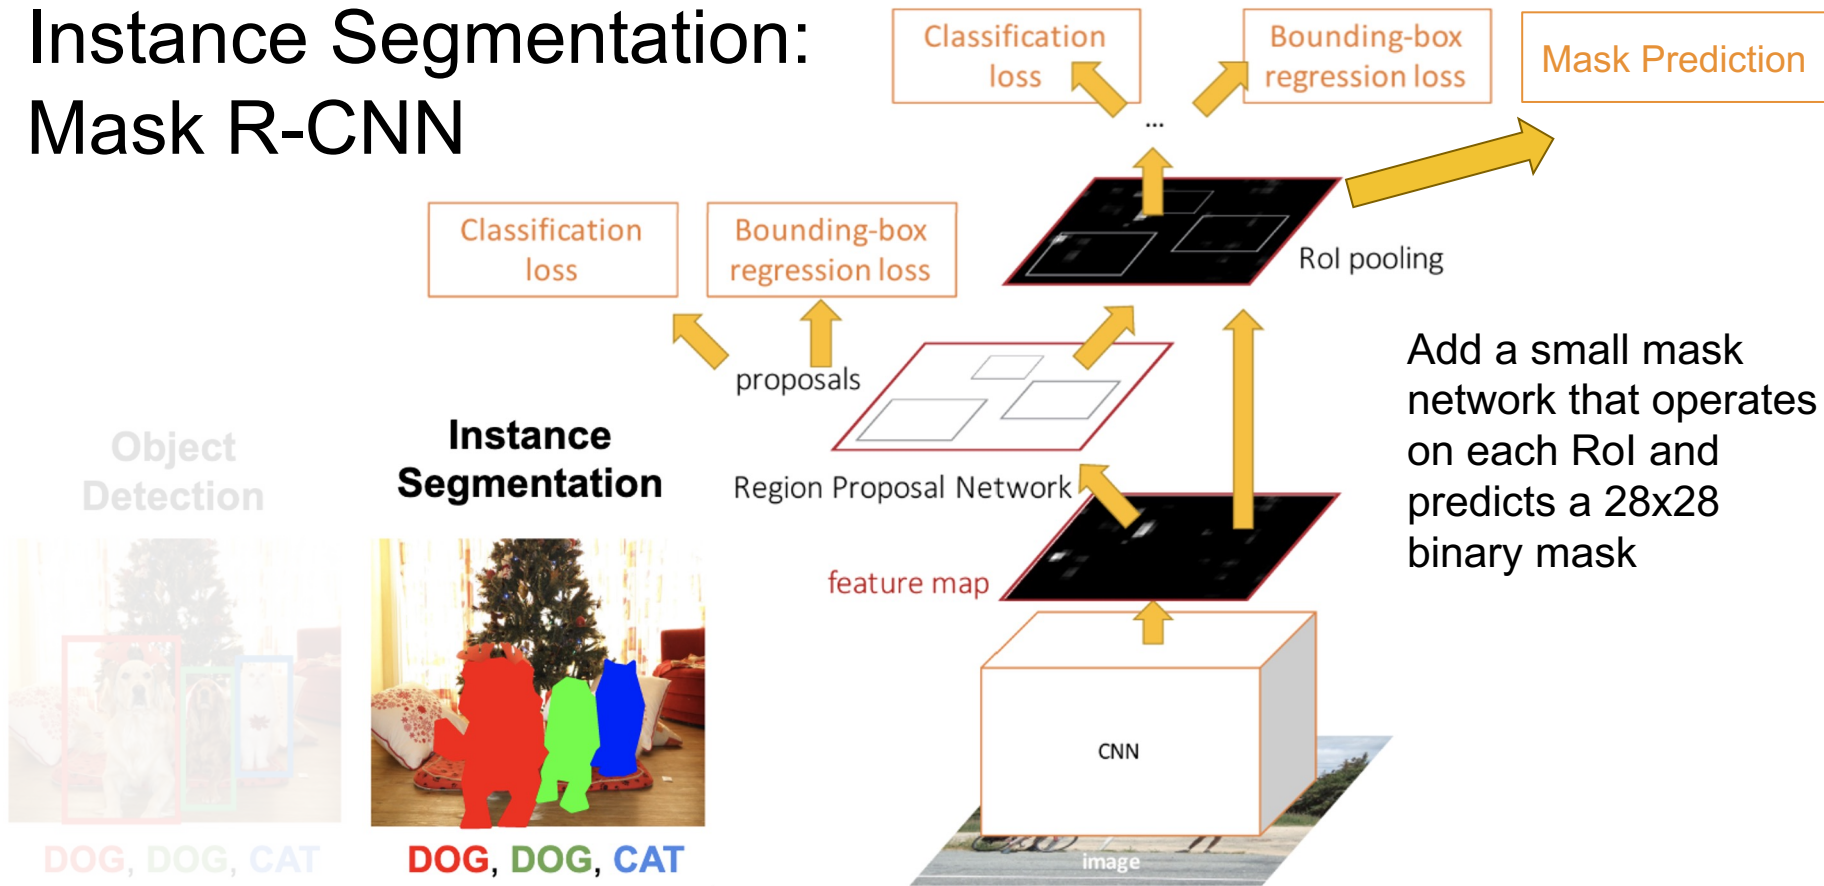 Instance Segmentation:
Mask R-CNN
Classification
loss
Bounding-box
regression loss
Mask Prediction
...
Classification
loss
Bounding-box
regression loss
RoI pooling
proposals
Region Proposal Network
feature map
CNN
image
Add a small mask
network that operates
on each RoI and
predicts a 28x28
binary mask
Object
Detection
DOG, DOG, CAT
Instance
Segmentation
DOG, DOG, CAT